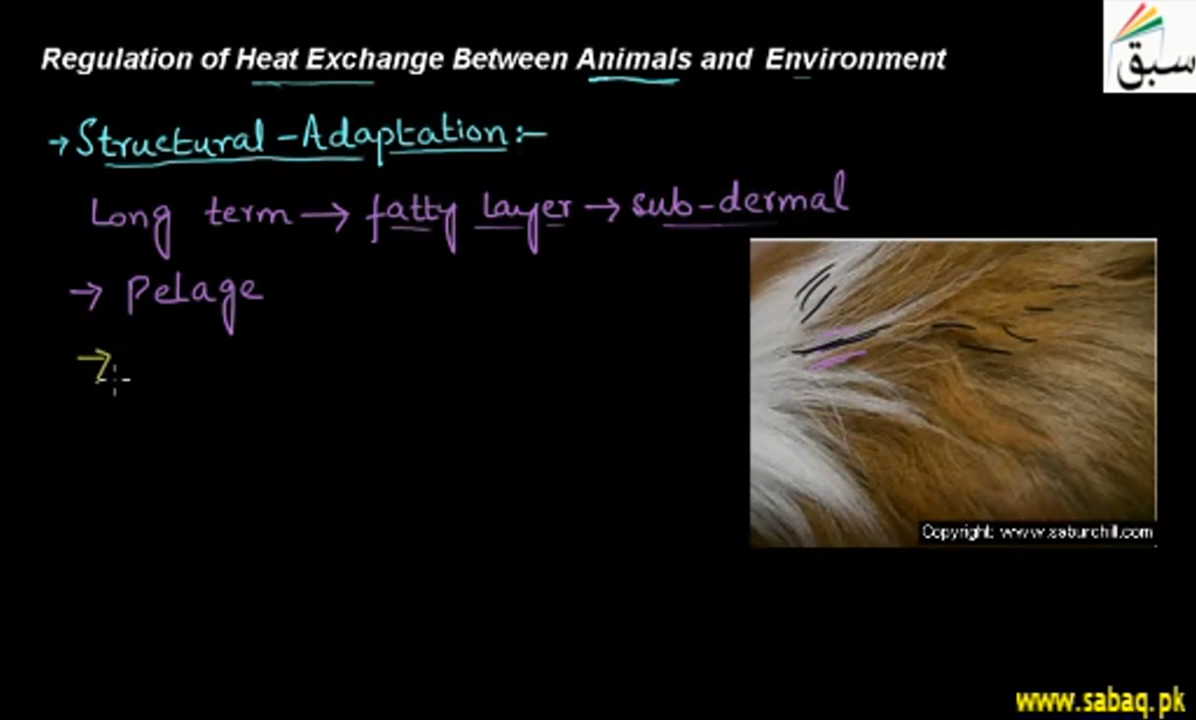 Regulation of Heat Exchange Between Animals and Environment
سبق
→ Structural - Adaptation :-
Long term → fatty layer → sub-dermal
→ Pelage
→
Copyright: www.saburchill.com
www.sabaq.pk